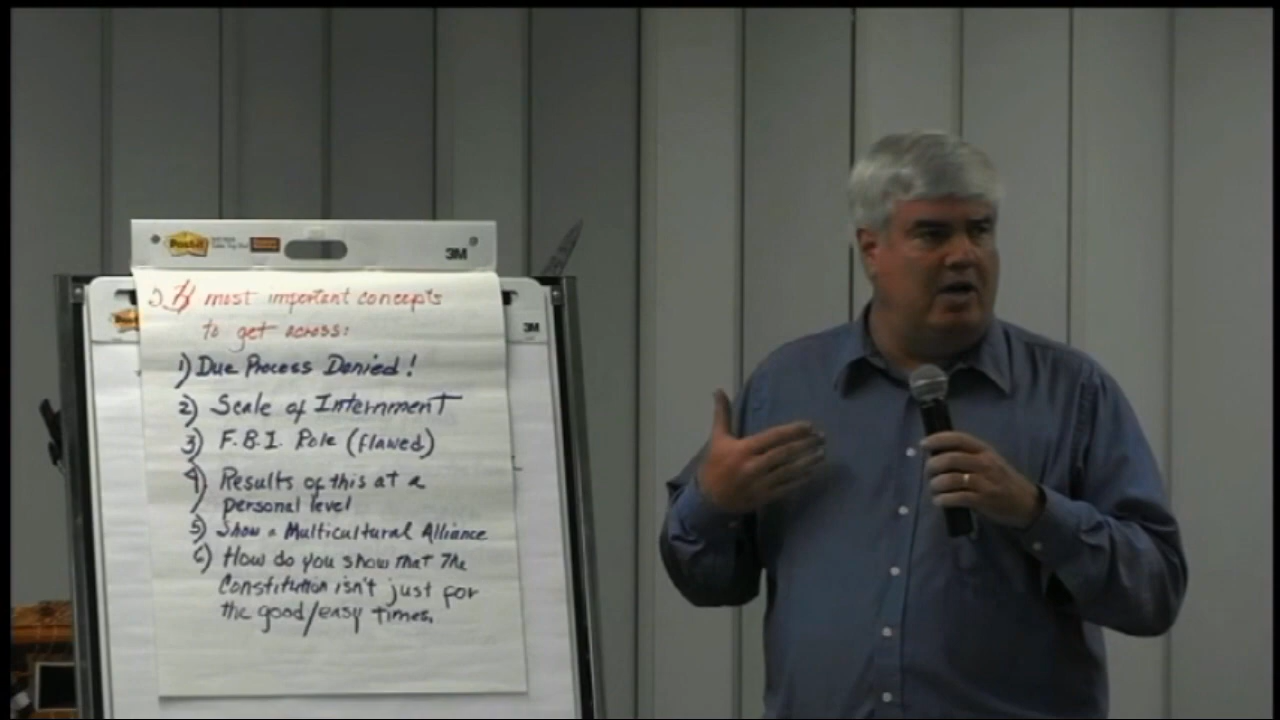 Post-it
3M
3M
most important concepts
to get across:
1) Due Process Denied!
2) Scale of Internment
3) F.B.I. Role (flawed)
4) Results of this at a
personal level
5) Show a Multicultural Alliance
6) How do you show that The
Constitution isn't just for
the good/easy times.